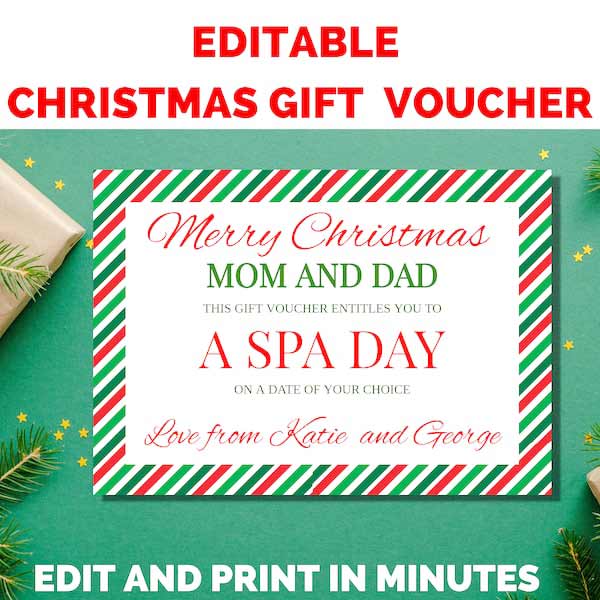 EDITABLE
CHRISTMAS GIFT VOUCHER
Merry Christmas
MOM AND DAD
THIS GIFT VOUCHER ENTITLES YOU TO
A SPA DAY
ON A DATE OF YOUR CHOICE
Love from Katie and George
EDIT AND PRINT IN MINUTES